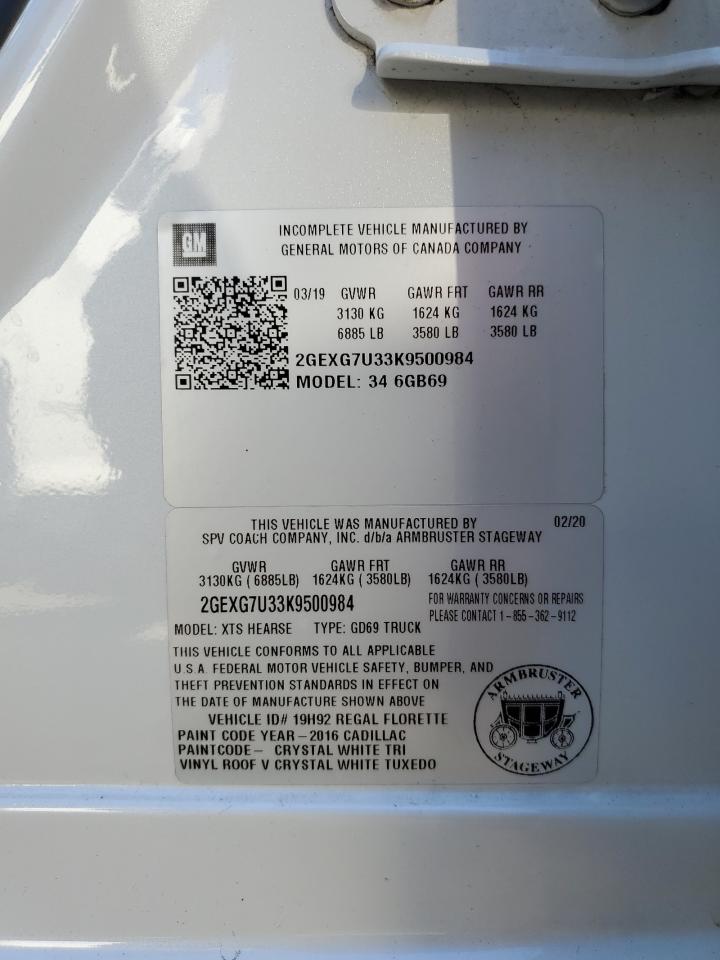 GM
INCOMPLETE VEHICLE MANUFACTURED BY
GENERAL MOTORS OF CANADA COMPANY
03/19 GVWR GAWR FRT GAWR RR
3130 KG 1624 KG 1624 KG
6885 LB 3580 LB 3580 LB
2GEXG7U33K9500984
MODEL: 34 6GB69
THIS VEHICLE WAS MANUFACTURED BY 02/20
SPV COACH COMPANY, INC. d/b/a ARMBRUSTER STAGEWAY
GVWR GAWR FRT GAWR RR
3130KG ( 6885LB) 1624KG ( 3580LB) 1624KG ( 3580LB)
2GEXG7U33K9500984
FOR WARRANTY CONCERNS OR REPAIRS
PLEASE CONTACT 1-855-362-9112
MODEL: XTS HEARSE TYPE: GD69 TRUCK
THIS VEHICLE CONFORMS TO ALL APPLICABLE
U.S.A. FEDERAL MOTOR VEHICLE SAFETY, BUMPER, AND
THEFT PREVENTION STANDARDS IN EFFECT ON
THE DATE OF MANUFACTURE SHOWN ABOVE
VEHICLE ID# 19H92 REGAL FLORETTE
PAINT CODE YEAR-2016 CADILLAC
PAINTCODE- CRYSTAL WHITE TRI
VINYL ROOF V CRYSTAL WHITE TUXEDO
ARMBRUSTER
STAGEWAY